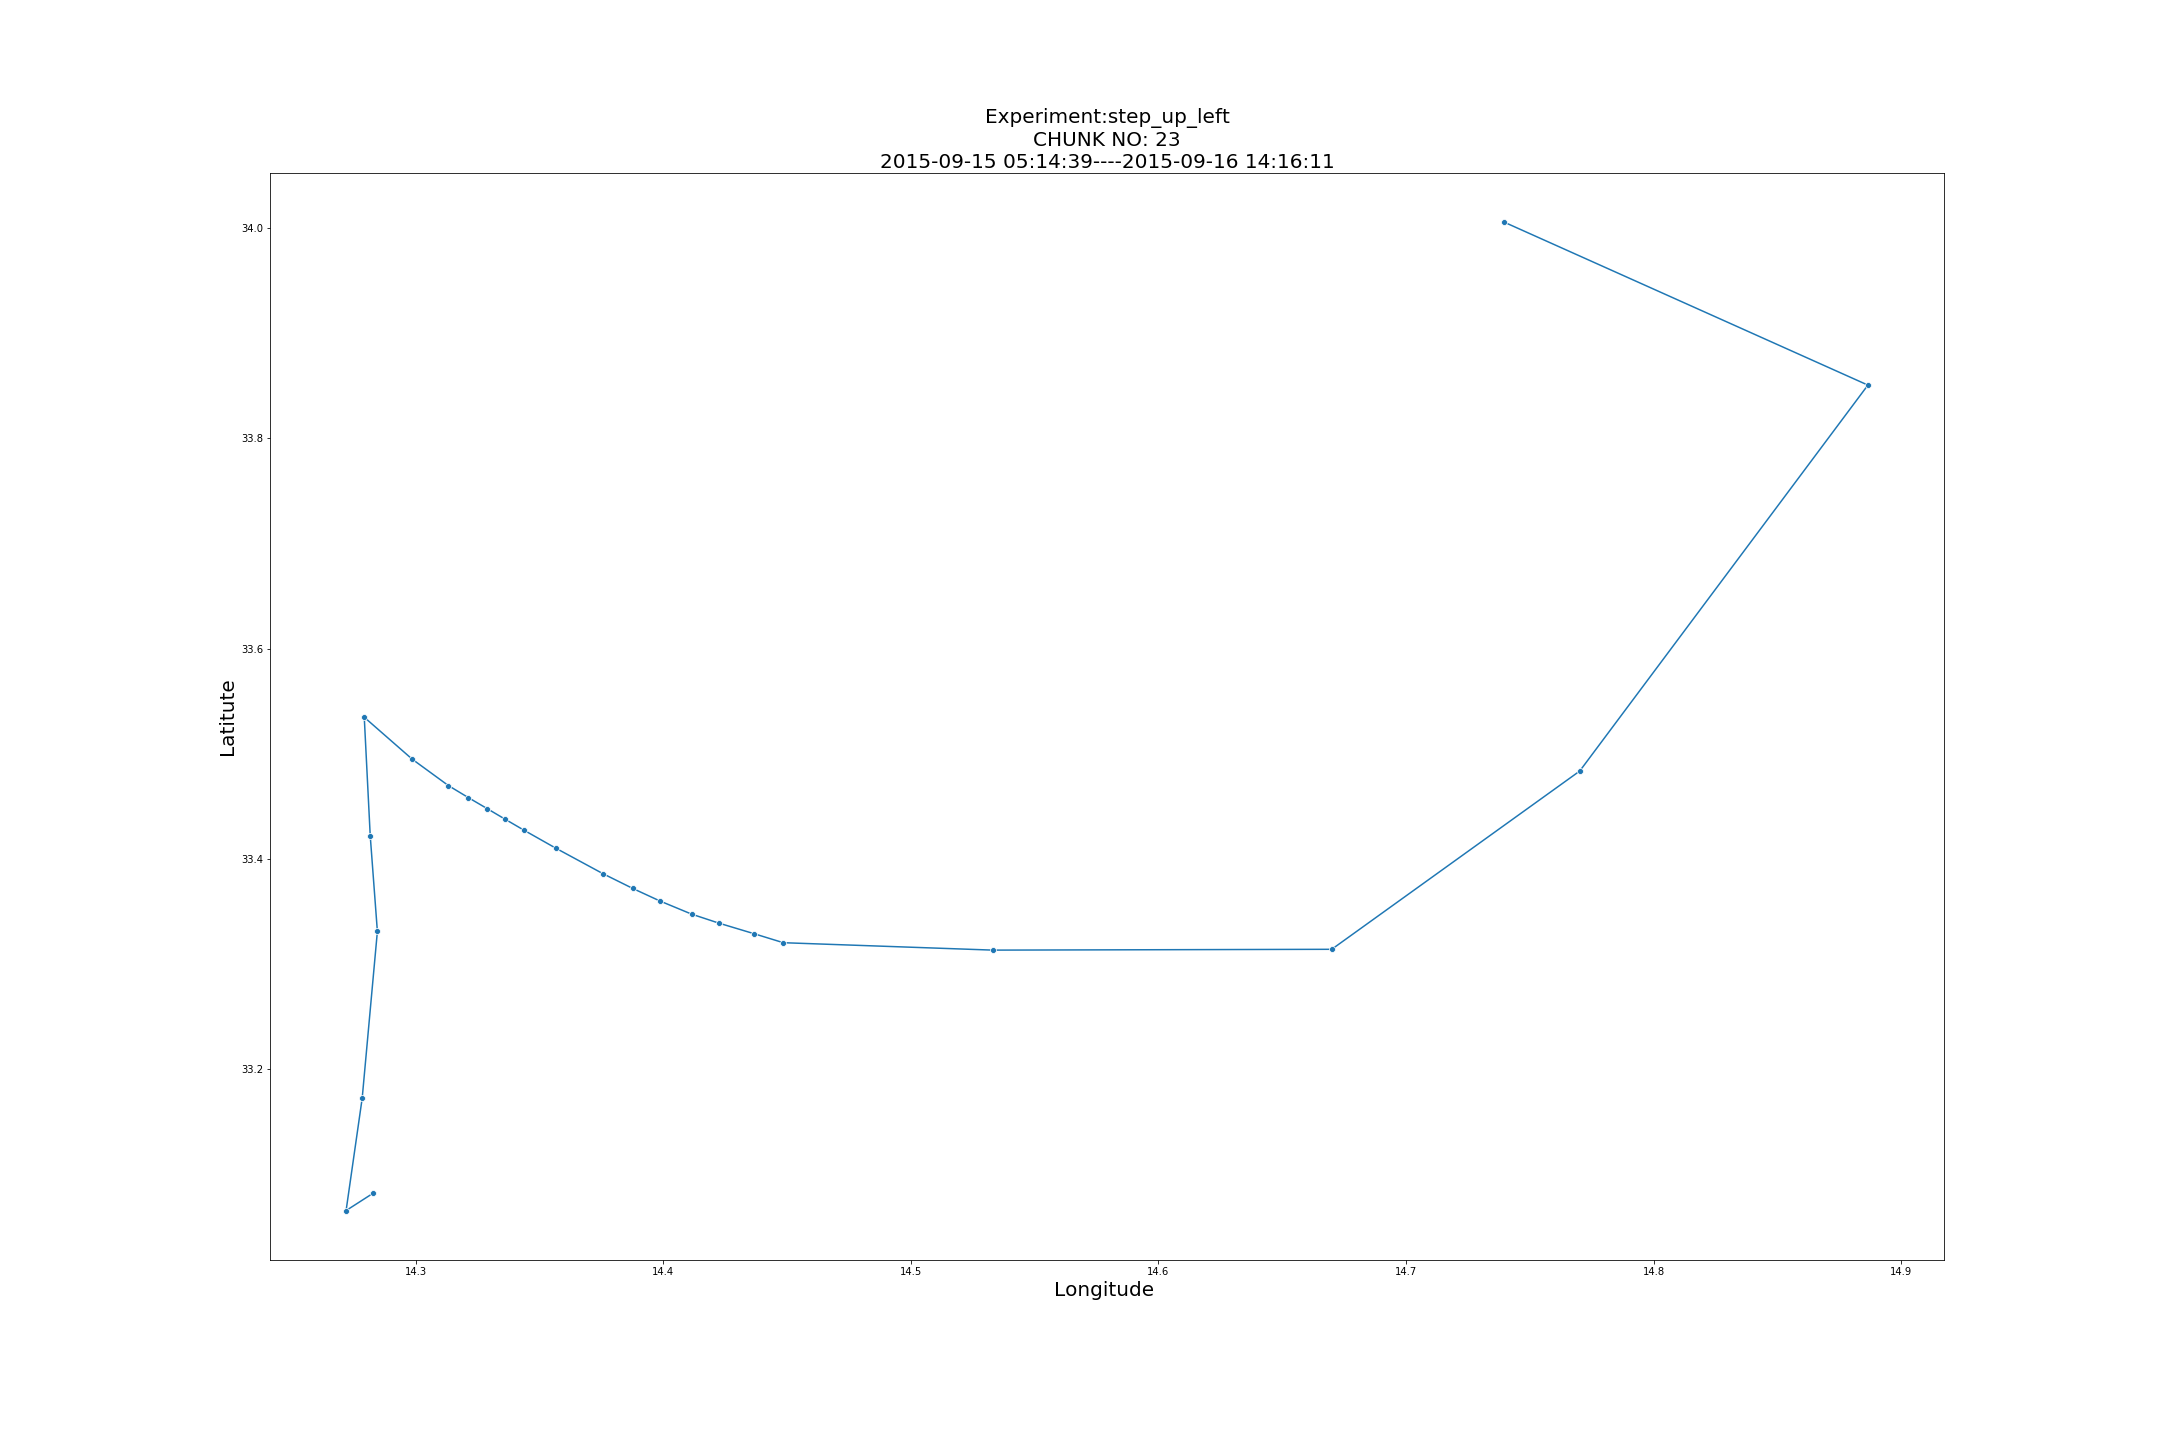 Experiment:step_up_left
CHUNK NO: 23
2015-09-15 05:14:39----2015-09-16 14:16:11
34.0
33.8
33.6
33.4
33.2
Latitute
14.3 14.4 14.5 14.6 14.7 14.8 14.9
Longitude